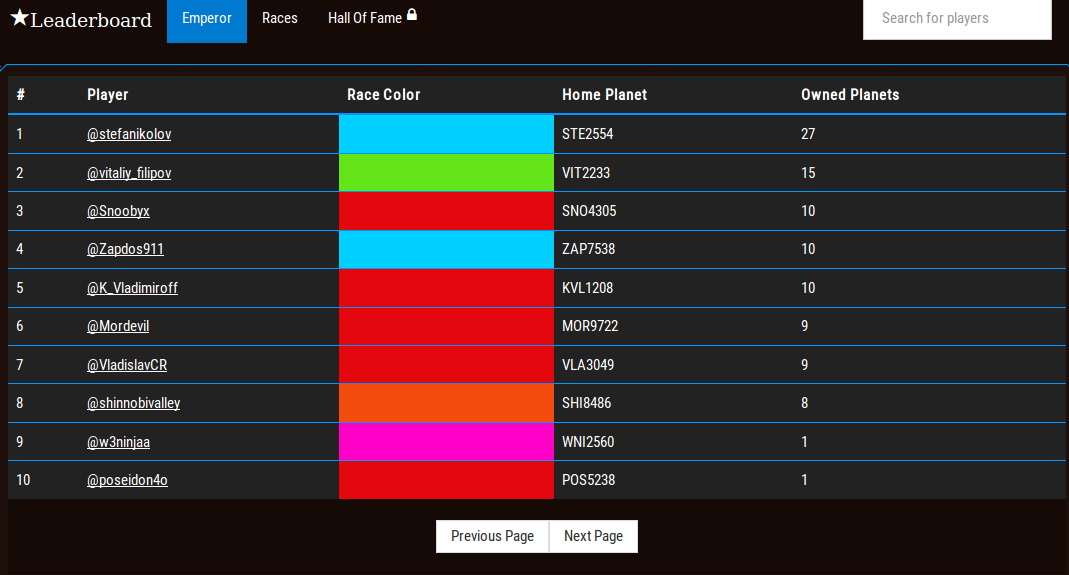 ★Leaderboard Emperor Races Hall Of Fame Search for players
# Player Race Color Home Planet Owned Planets
1 @stefanikolov STE2554 27
2 @vitaliy_filipov VIT2233 15
3 @Snoobyx SNO4305 10
4 @Zapdos911 ZAP7538 10
5 @K_Vladimiroff KVL1208 10
6 @Mordevil MOR9722 9
7 @VladislavCR VLA3049 9
8 @shinnobivalley SHI8486 8
9 @w3ninjaa WNI2560 1
10 @poseidon4o POS5238 1
Previous Page Next Page